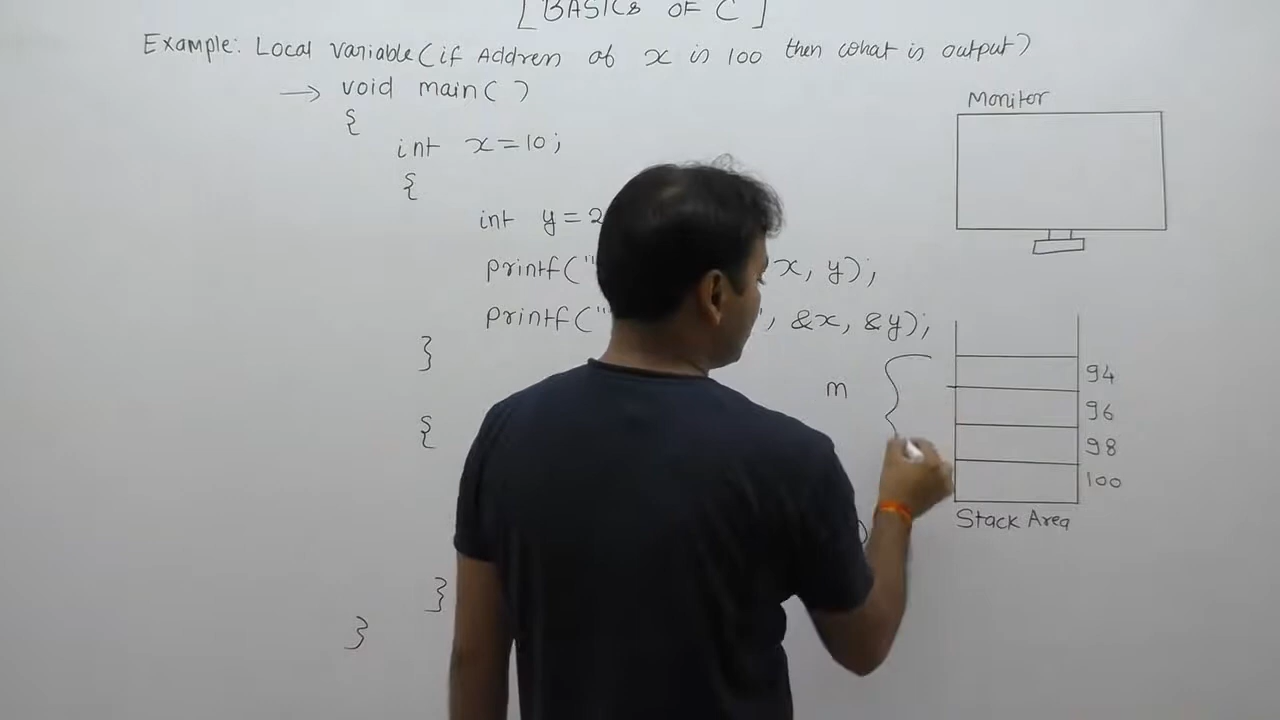 [ BASICS OF C ]
Example: Local variable (if Address of x is 100 then what is output)
→ void main( )
{
int x=10;
{
int y=2
printf(" x, y);
printf(" ", &x, &y);
}
{
}
}
Monitor
m {
94
96
98
100
Stack Area